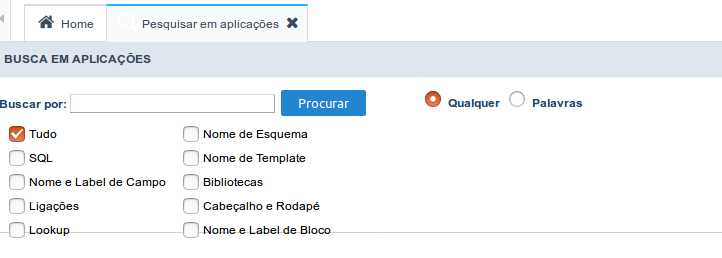 Home Pesquisar em aplicações
BUSCA EM APLICAÇÕES
Buscar por: Procurar Qualquer Palavras
Tudo Nome de Esquema
SQL Nome de Template
Nome e Label de Campo Bibliotecas
Ligações Cabeçalho e Rodapé
Lookup Nome e Label de Bloco